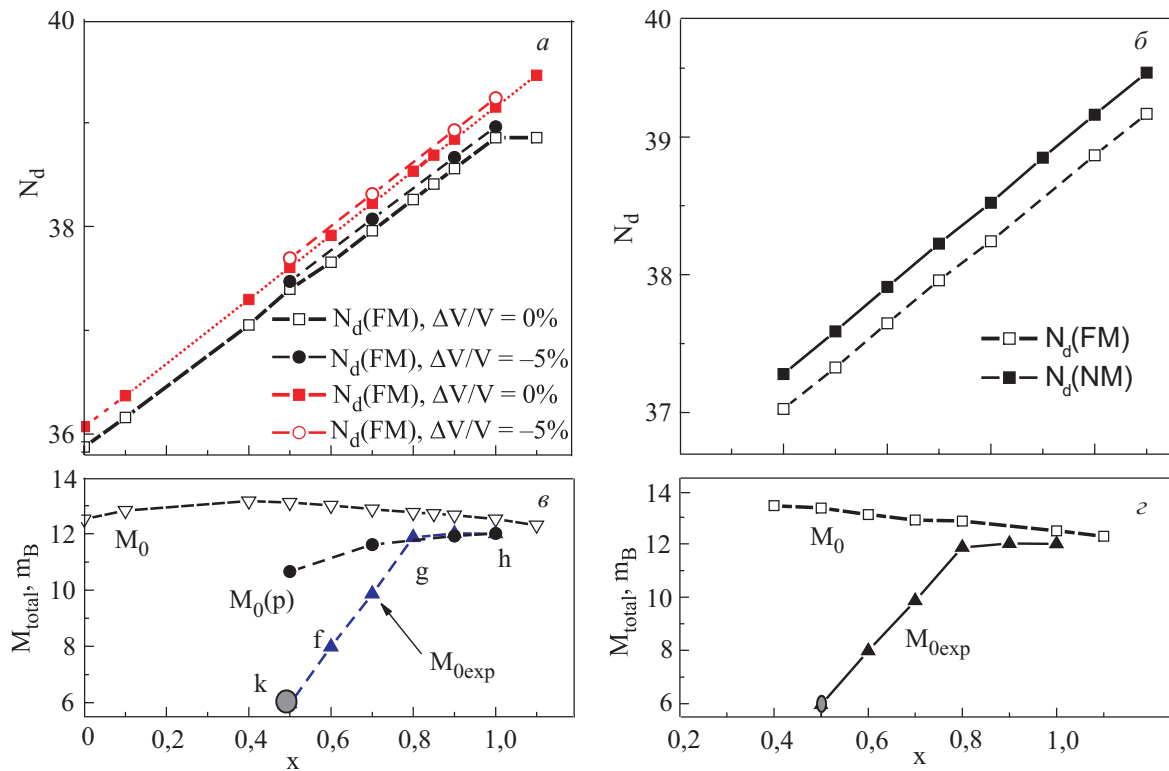 40
a
N_d
38
36
N_d(FM), ΔV/V = 0%
N_d(FM), ΔV/V = –5%
N_d(FM), ΔV/V = 0%
N_d(FM), ΔV/V = –5%
40
б
39
N_d
38
37
N_d(FM)
N_d(NM)
14
в
12
10
8
6
M_total, m_B
M_0
M_0(p)
g
h
f
k
M_0exp
0
0,2
0,4
0,6
0,8
1,0
x
14
г
12
10
8
6
M_total, m_B
M_0
M_0exp
0,2
0,4
0,6
0,8
1,0
x